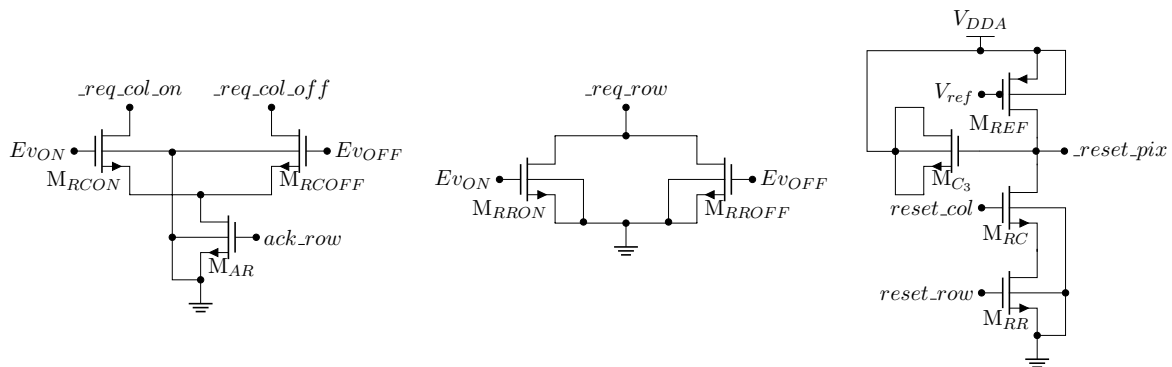 _req_col_on
_req_col_off
Ev_ON
Ev_OFF
M_RCON
M_RCOFF
ack_row
M_AR
_req_row
Ev_ON
Ev_OFF
M_RRON
M_RROFF
V_DDA
V_ref
M_REF
_reset_pix
M_C_3
reset_col
M_RC
reset_row
M_RR